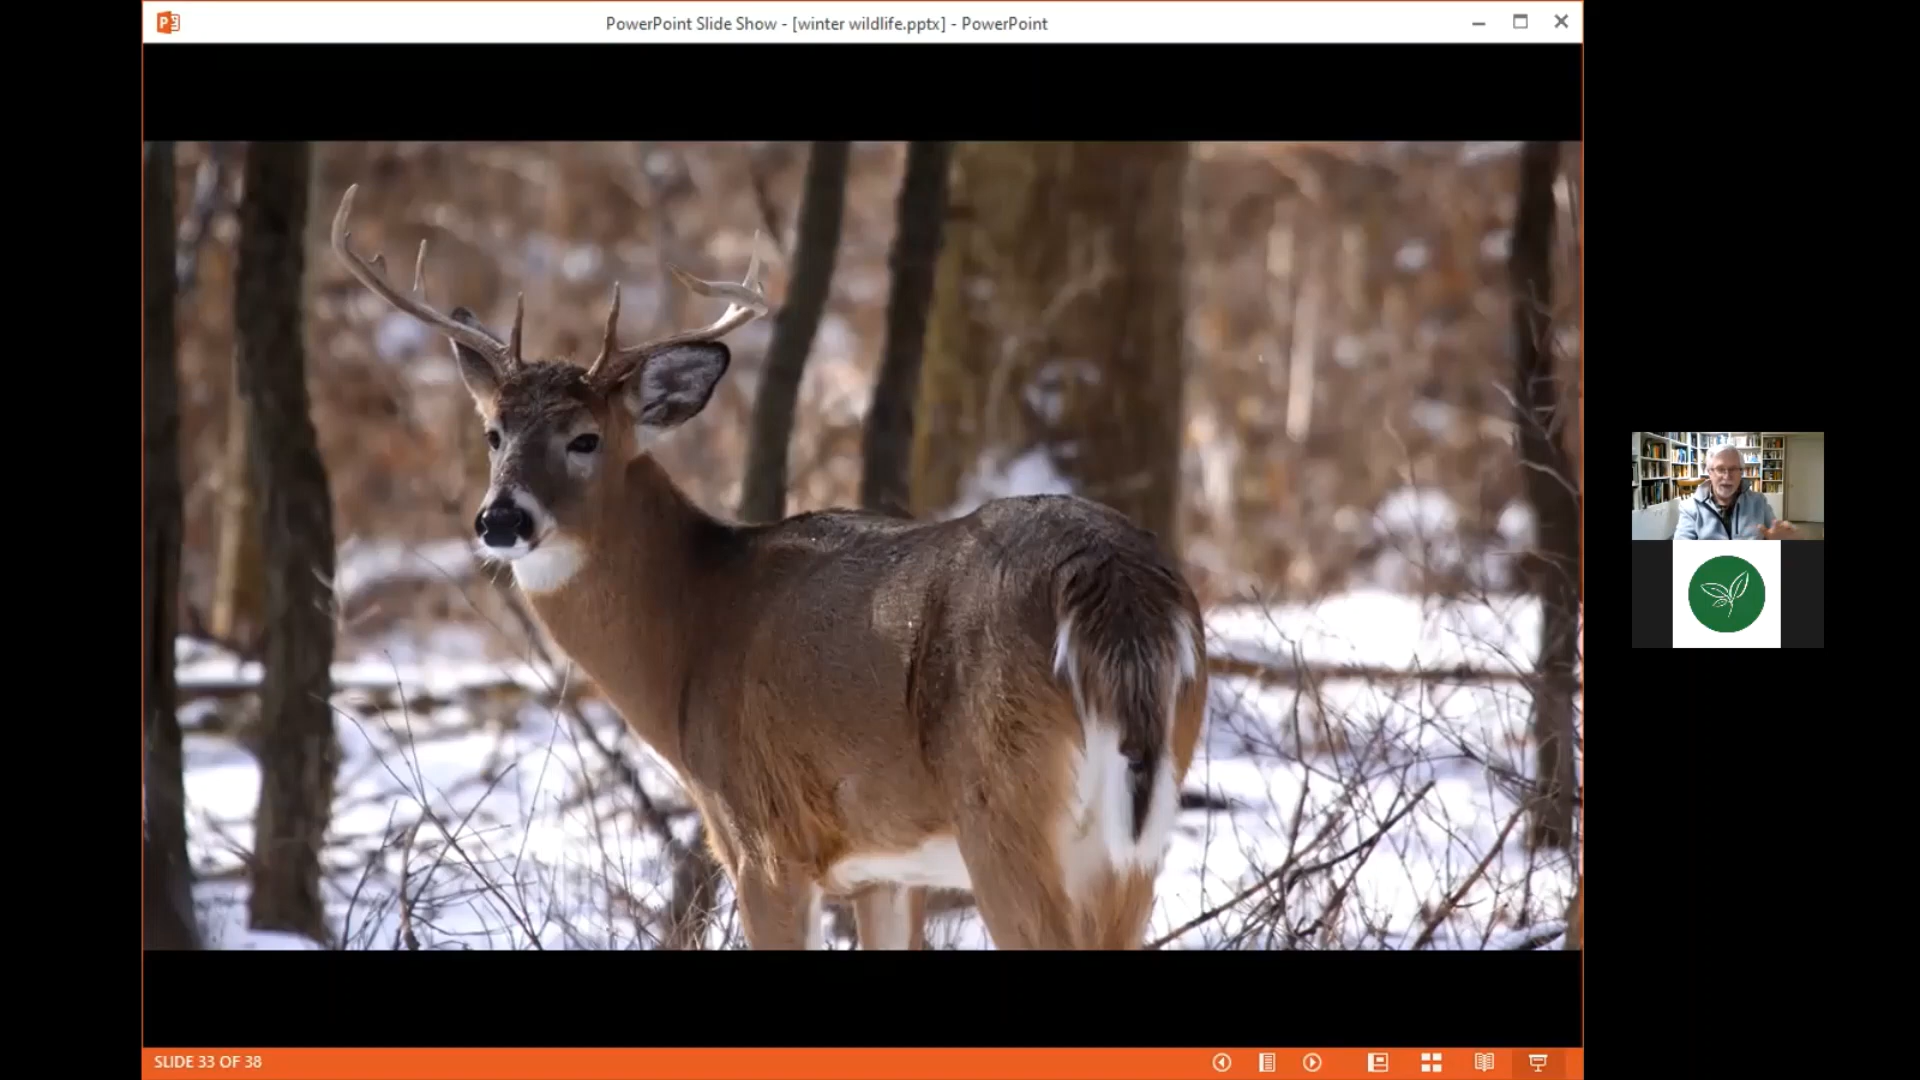 PowerPoint Slide Show - [winter wildlife.pptx] - PowerPoint
SLIDE 33 OF 38